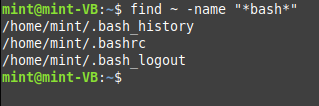 mint@mint-VB:~$ find ~ -name "*bash*"
/home/mint/.bash_history
/home/mint/.bashrc
/home/mint/.bash_logout
mint@mint-VB:~$